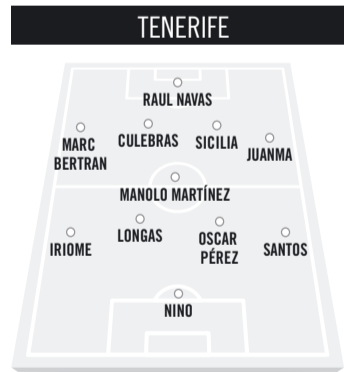 TENERIFE
RAUL NAVAS
MARC
BERTRAN
CULEBRAS
SICILIA
JUANMA
MANOLO MARTÍNEZ
IRIOME
LONGAS
OSCAR
PÉREZ
SANTOS
NINO